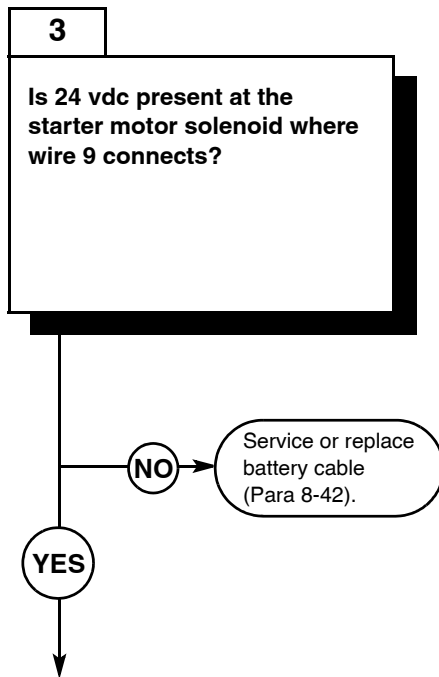 3
Is 24 vdc present at the
starter motor solenoid where
wire 9 connects?
NO
Service or replace
battery cable
(Para 8-42).
YES